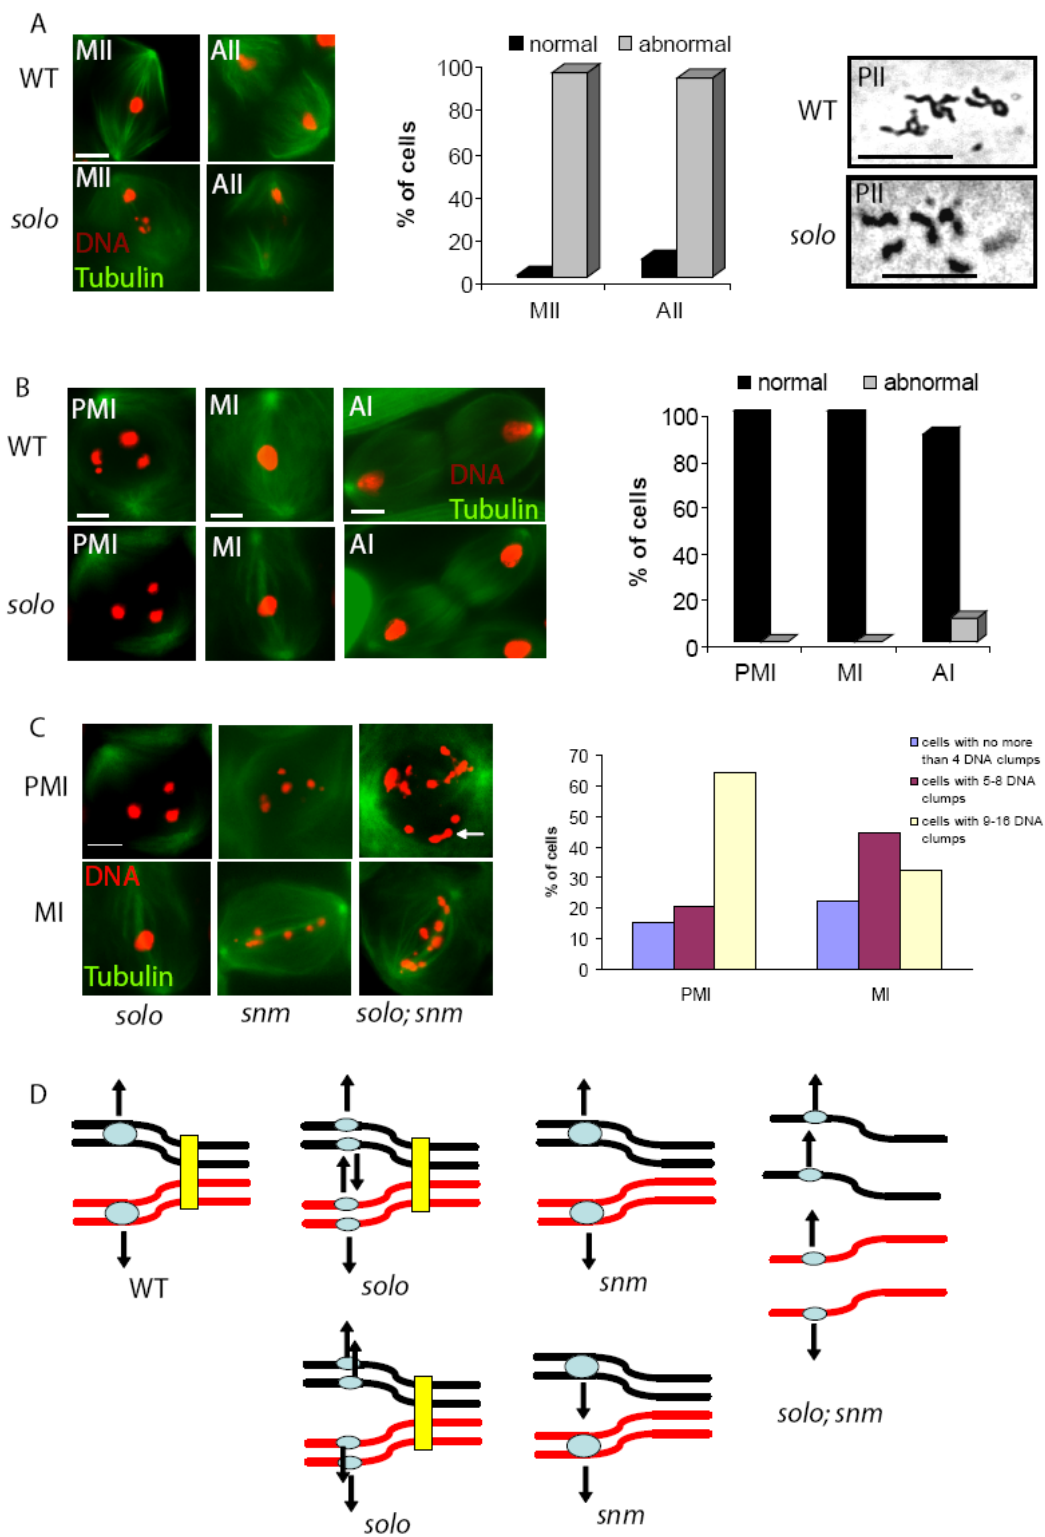 A
WT
MII
AII
solo
MII
AII
DNA
Tubulin
normal
abnormal
% of cells
100
80
60
40
20
0
MII
AII
WT
PII
solo
PII
B
WT
PMI
MI
AI
DNA
Tubulin
solo
PMI
MI
AI
normal
abnormal
% of cells
100
80
60
40
20
0
PMI
MI
AI
C
PMI
MI
DNA
Tubulin
solo
snm
solo; snm
% of cells
70
60
50
40
30
20
10
0
PMI
MI
cells with no more
than 4 DNA clumps
cells with 5-8 DNA
clumps
cells with 9-16 DNA
clumps
D
WT
solo
snm
solo; snm
solo
snm